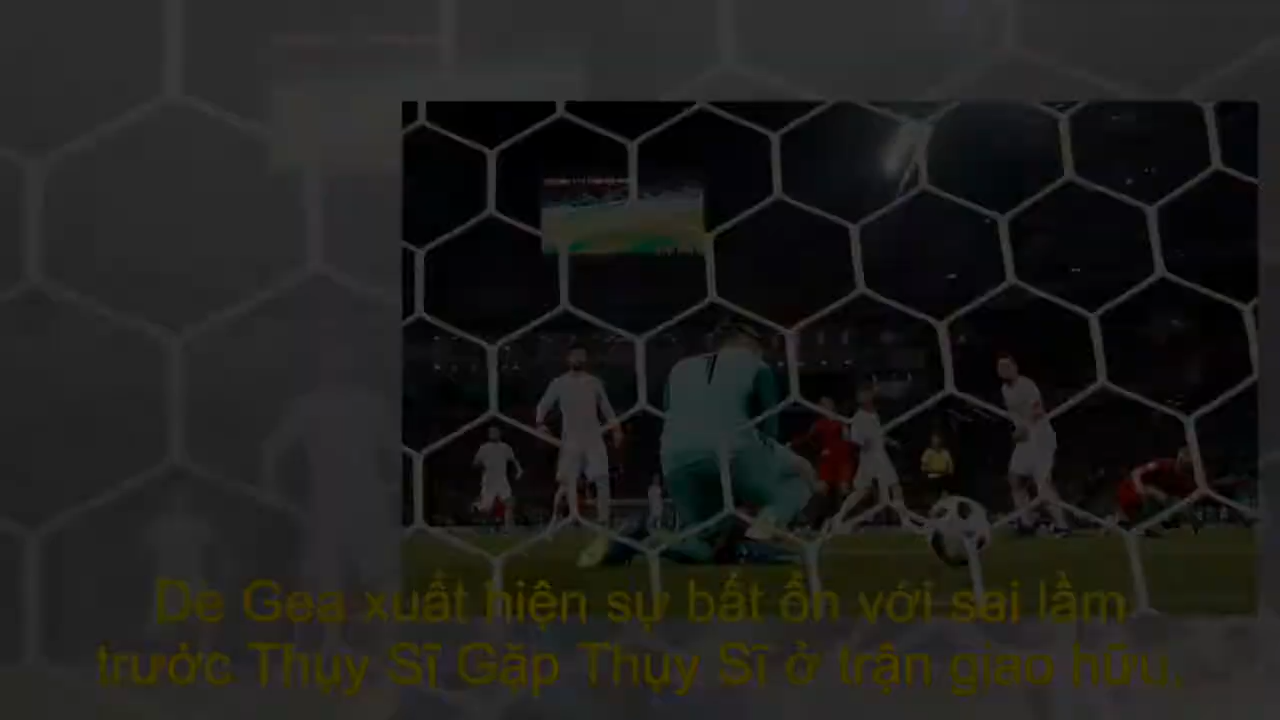 De Gea xuất hiện sự bất ổn với sai lầm
trước Thụy Sĩ Gặp Thụy Sĩ ở trận giao hữu,